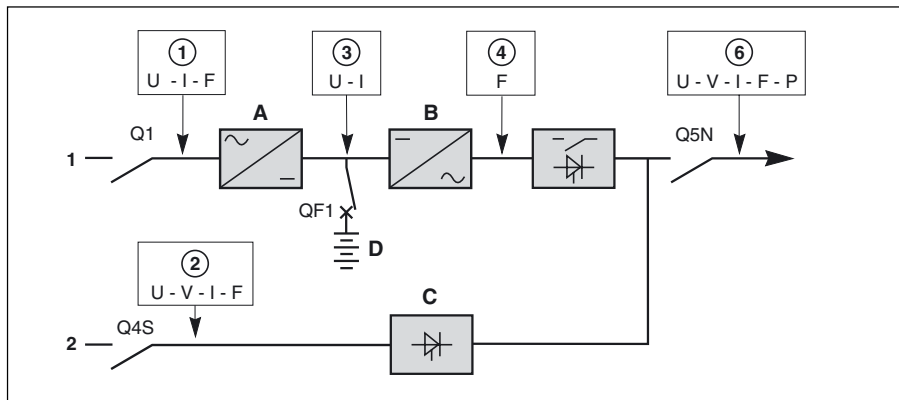 1
U - I - F
3
U - I
4
F
6
U - V - I - F - P
A
B
Q1
Q5N
1
QF1
D
2
U - V - I - F
C
Q4S
2